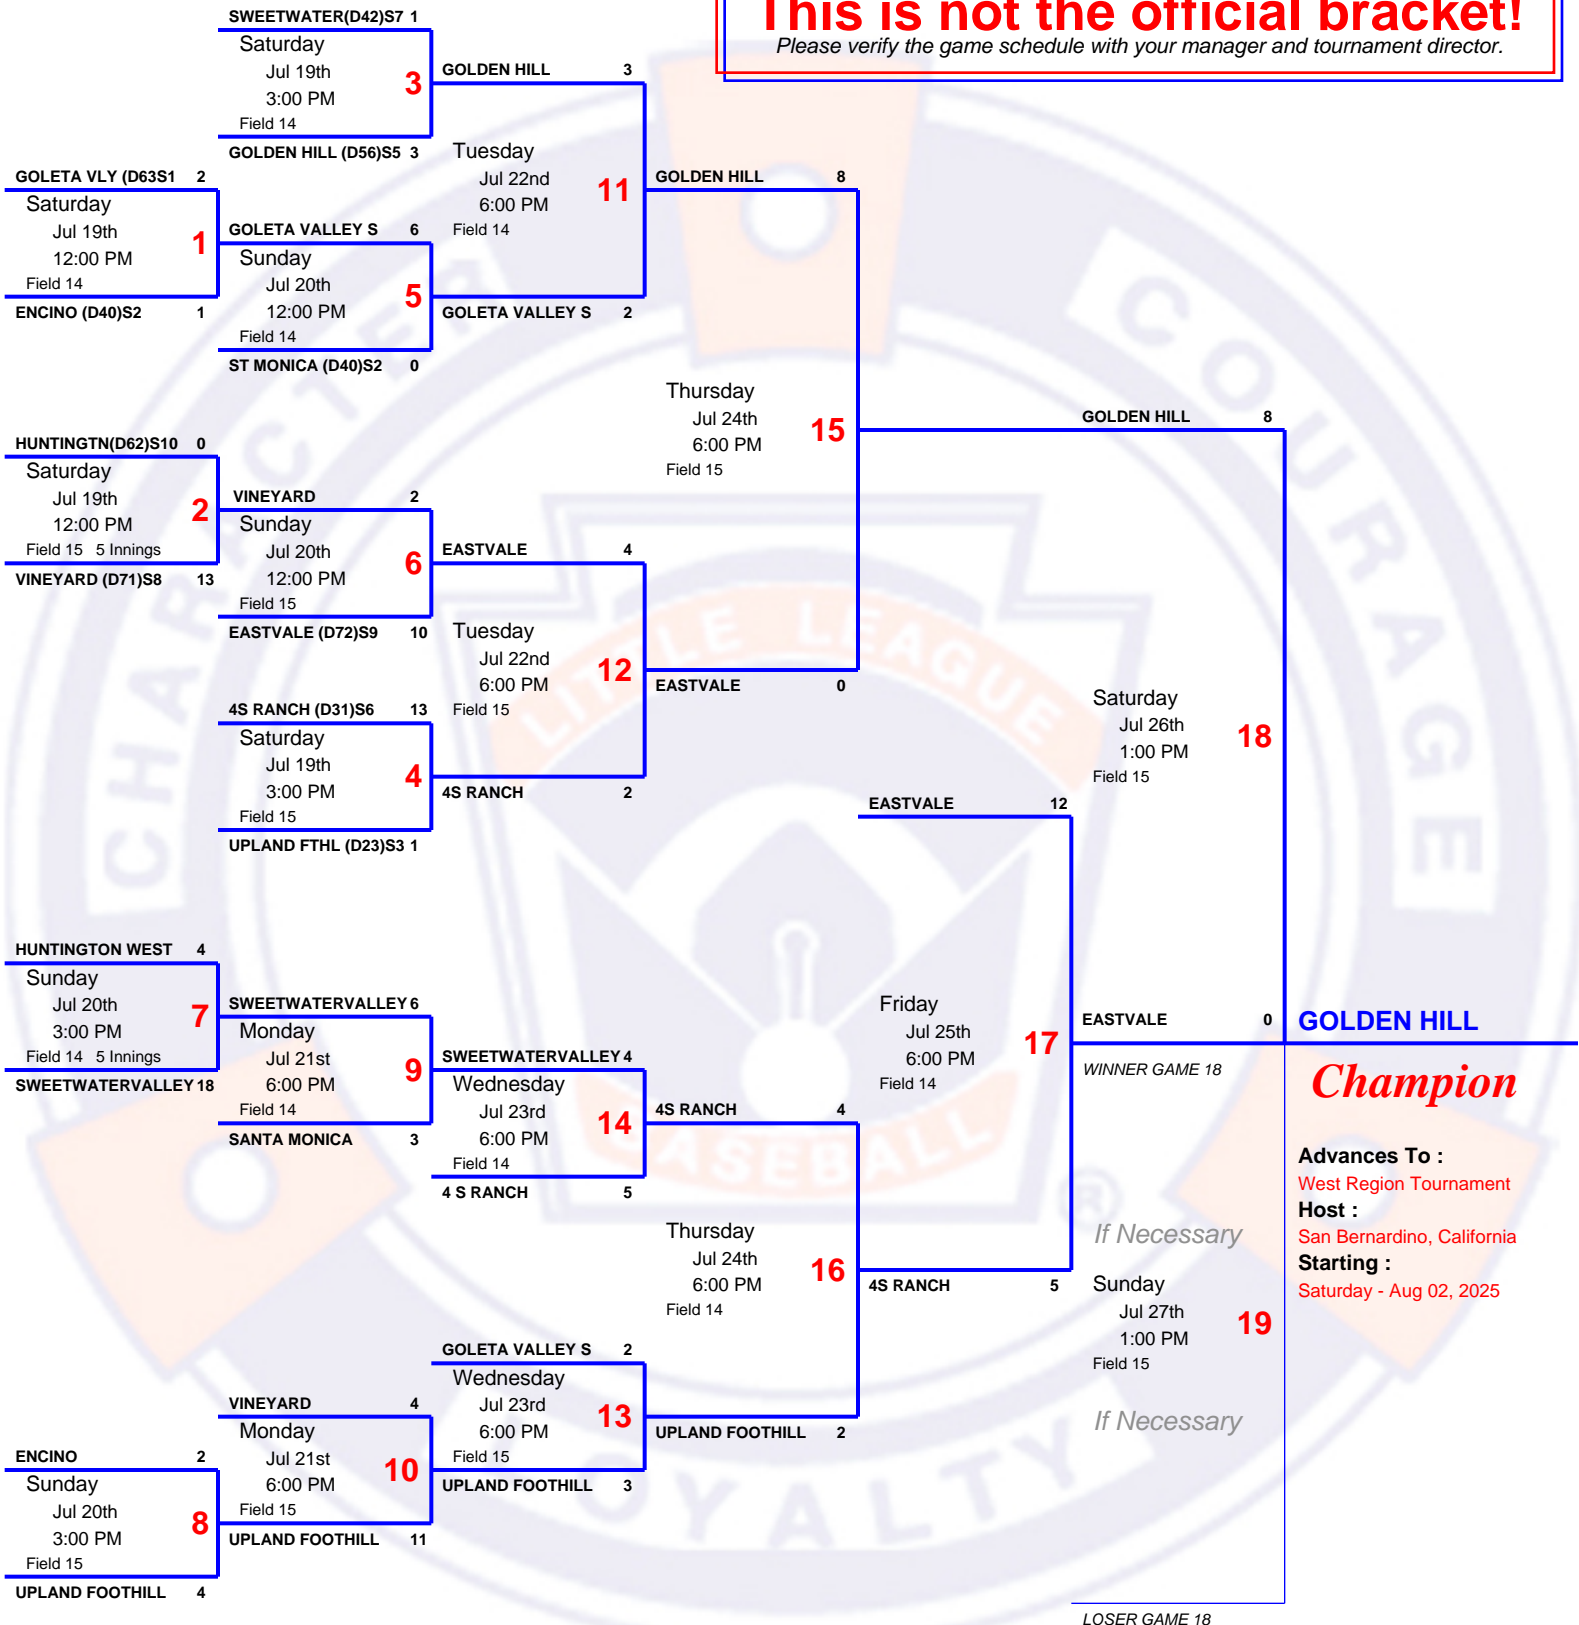 This is not the official bracket!
Please verify the game schedule with your manager and tournament director.
SWEETWATER(D42)S7 1
Saturday
Jul 19th
3:00 PM
Field 14
3
GOLDEN HILL (D56)S5 3
GOLDEN HILL 3
Tuesday
Jul 22nd
6:00 PM
Field 14
11
GOLETA VALLEY S 2
GOLETA VLY (D63S1 2
Saturday
Jul 19th
12:00 PM
Field 14
1
ENCINO (D40)S2 1
GOLETA VALLEY S 6
Sunday
Jul 20th
12:00 PM
Field 14
5
ST MONICA (D40)S2 0
GOLDEN HILL 8
Thursday
Jul 24th
6:00 PM
Field 15
15
EASTVALE 0
HUNTINGTN(D62)S10 0
Saturday
Jul 19th
12:00 PM
Field 15 5 Innings
2
VINEYARD (D71)S8 13
VINEYARD 2
Sunday
Jul 20th
12:00 PM
Field 15
6
EASTVALE (D72)S9 10
EASTVALE 4
Tuesday
Jul 22nd
6:00 PM
Field 15
12
4S RANCH 2
4S RANCH (D31)S6 13
Saturday
Jul 19th
3:00 PM
Field 15
4
UPLAND FTHL (D23)S3 1
GOLDEN HILL 8
Saturday
Jul 26th
1:00 PM
Field 15
18
EASTVALE 0
WINNER GAME 18
EASTVALE 12
Friday
Jul 25th
6:00 PM
Field 14
17
4S RANCH 5
HUNTINGTON WEST 4
Sunday
Jul 20th
3:00 PM
Field 14 5 Innings
7
SWEETWATERVALLEY 18
SWEETWATERVALLEY 6
Monday
Jul 21st
6:00 PM
Field 14
9
SANTA MONICA 3
SWEETWATERVALLEY 4
Wednesday
Jul 23rd
6:00 PM
Field 14
14
4 S RANCH 5
4S RANCH 4
Thursday
Jul 24th
6:00 PM
Field 14
16
UPLAND FOOTHILL 2
GOLETA VALLEY S 2
Wednesday
Jul 23rd
6:00 PM
Field 15
13
UPLAND FOOTHILL 3
VINEYARD 4
Monday
Jul 21st
6:00 PM
Field 15
10
UPLAND FOOTHILL 11
ENCINO 2
Sunday
Jul 20th
3:00 PM
Field 15
8
UPLAND FOOTHILL 4
If Necessary
Sunday
Jul 27th
1:00 PM
Field 15
19
If Necessary
LOSER GAME 18
GOLDEN HILL
Champion
Advances To :
West Region Tournament
Host :
San Bernardino, California
Starting :
Saturday - Aug 02, 2025
CHARACTER
COURAGE
LOYALTY
LITTLE LEAGUE
BASEBALL
®